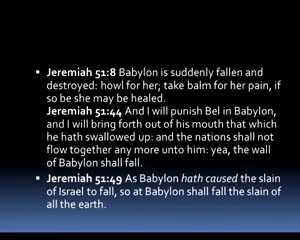 Jeremiah 51:8 Babylon is suddenly fallen and
destroyed: howl for her; take balm for her pain, if
so be she may be healed.
Jeremiah 51:44 And I will punish Bel in Babylon,
and I will bring forth out of his mouth that which
he hath swallowed up: and the nations shall not
flow together any more unto him: yea, the wall
of Babylon shall fall.
Jeremiah 51:49 As Babylon hath caused the slain
of Israel to fall, so at Babylon shall fall the slain of
all the earth.